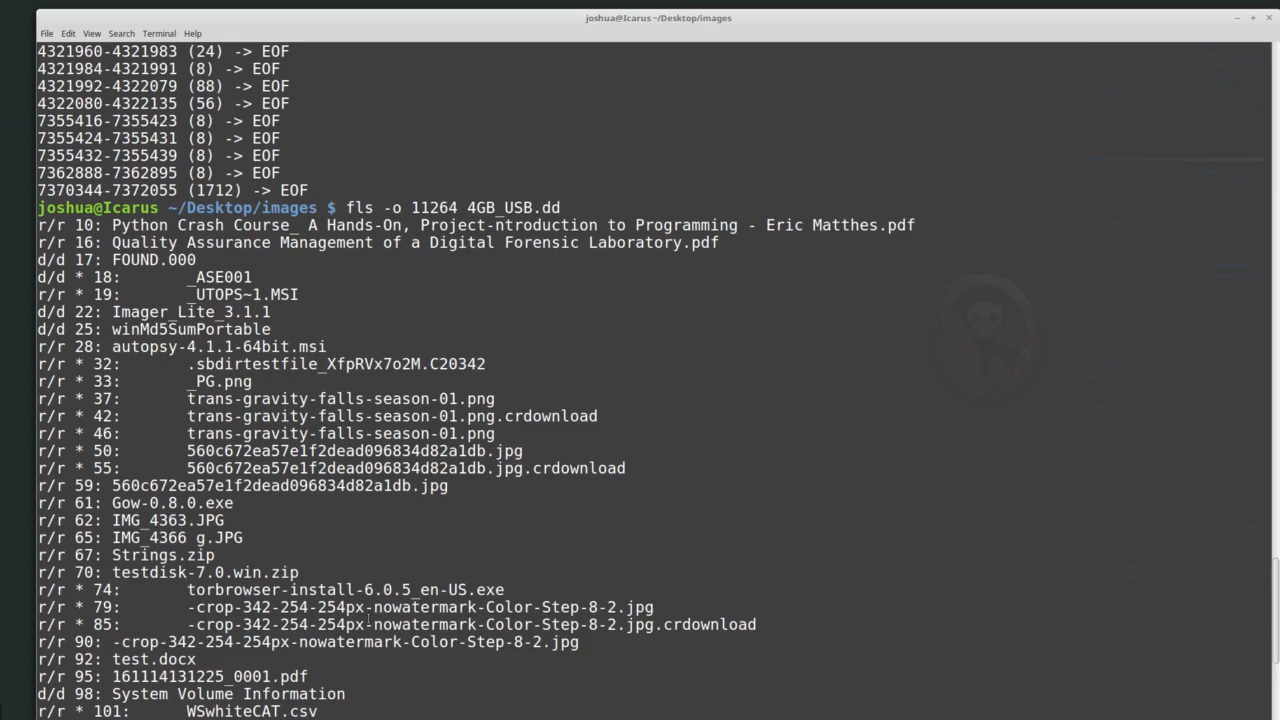 joshua@Icarus ~/Desktop/images
File Edit View Search Terminal Help
4321960-4321983 (24) -> EOF
4321984-4321991 (8) -> EOF
4321992-4322079 (88) -> EOF
4322080-4322135 (56) -> EOF
7355416-7355423 (8) -> EOF
7355424-7355431 (8) -> EOF
7355432-7355439 (8) -> EOF
7362888-7362895 (8) -> EOF
7370344-7372055 (1712) -> EOF
joshua@Icarus ~/Desktop/images $ fls -o 11264 4GB_USB.dd
r/r 10: Python Crash Course_ A Hands-On, Project-ntroduction to Programming - Eric Matthes.pdf
r/r 16: Quality Assurance Management of a Digital Forensic Laboratory.pdf
d/d 17: FOUND.000
d/d * 18:       _ASE001
r/r * 19:       _UTOPS~1.MSI
d/d 22: Imager_Lite_3.1.1
d/d 25: winMd5SumPortable
r/r 28: autopsy-4.1.1-64bit.msi
r/r * 32:       .sbdirtestfile_XfpRVx7o2M.C20342
r/r * 33:       _PG.png
r/r * 37:       trans-gravity-falls-season-01.png
r/r * 42:       trans-gravity-falls-season-01.png.crdownload
r/r * 46:       trans-gravity-falls-season-01.png
r/r * 50:       560c672ea57e1f2dead096834d82a1db.jpg
r/r * 55:       560c672ea57e1f2dead096834d82a1db.jpg.crdownload
r/r 59: 560c672ea57e1f2dead096834d82a1db.jpg
r/r 61: Gow-0.8.0.exe
r/r 62: IMG_4363.JPG
r/r 65: IMG_4366 g.JPG
r/r 67: Strings.zip
r/r 70: testdisk-7.0.win.zip
r/r * 74:       torbrowser-install-6.0.5_en-US.exe
r/r * 79:       -crop-342-254-254px-nowatermark-Color-Step-8-2.jpg
r/r * 85:       -crop-342-254-254px-nowatermark-Color-Step-8-2.jpg.crdownload
r/r 90: -crop-342-254-254px-nowatermark-Color-Step-8-2.jpg
r/r 92: test.docx
r/r 95: 161114131225_0001.pdf
d/d 98: System Volume Information
r/r * 101:      WSwhiteCAT.csv